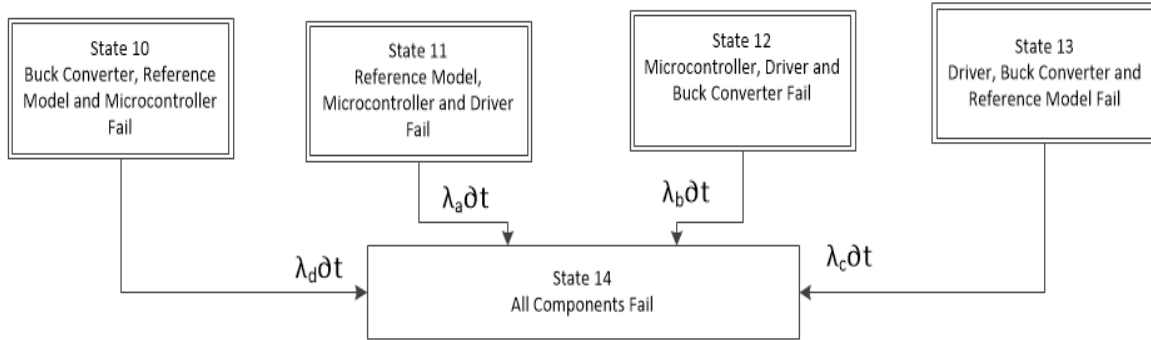 State 10
Buck Converter, Reference
Model and Microcontroller
Fail
State 11
Reference Model,
Microcontroller and Driver
Fail
State 12
Microcontroller, Driver and
Buck Converter Fail
State 13
Driver, Buck Converter and
Reference Model Fail
λₐ∂t
λb∂t
λd∂t
λc∂t
State 14
All Components Fail